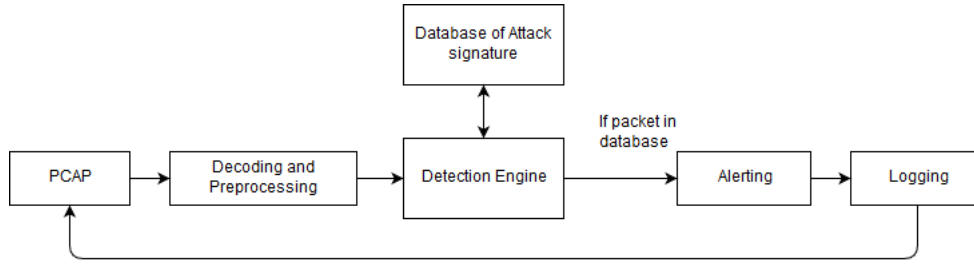 Database of Attack
signature
If packet in
database
PCAP
Decoding and
Preprocessing
Detection Engine
Alerting
Logging